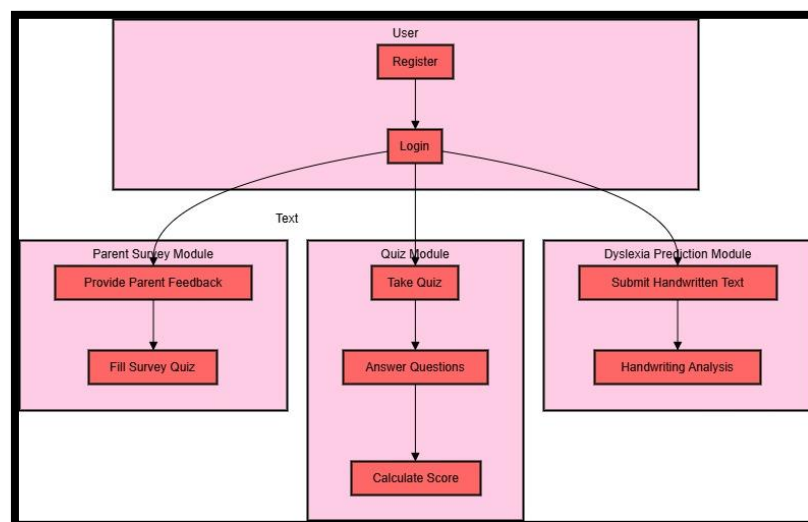 User
Register
Login
Text
Parent Survey Module
Provide Parent Feedback
Fill Survey Quiz
Quiz Module
Take Quiz
Answer Questions
Calculate Score
Dyslexia Prediction Module
Submit Handwritten Text
Handwriting Analysis